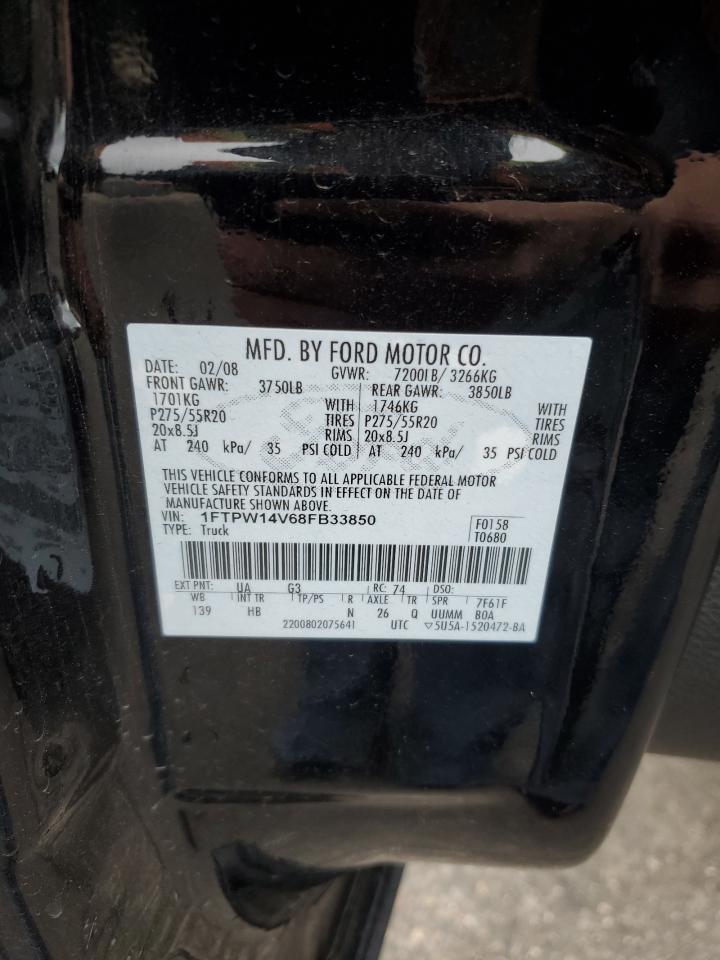 MFD. BY FORD MOTOR CO.
DATE: 02/08 GVWR: 7200LB/ 3266KG
FRONT GAWR: 3750LB REAR GAWR: 3850LB
1701KG WITH 1746KG WITH
P275/55R20 TIRES P275/55R20 TIRES
20x8.5J RIMS 20x8.5J RIMS
AT 240 kPa/ 35 PSI COLD AT 240 kPa/ 35 PSI COLD
THIS VEHICLE CONFORMS TO ALL APPLICABLE FEDERAL MOTOR
VEHICLE SAFETY STANDARDS IN EFFECT ON THE DATE OF
MANUFACTURE SHOWN ABOVE.
VIN: 1FTPW14V68FB33850 F0158
TYPE: Truck T0680
EXT PNT: UA G3 RC: 74 DSO:
WB INT TR TP/PS R AXLE TR SPR 7F61F
139 HB N 26 Q UUMM B0A
2200802075641 UTC ▽5U5A-1520472-BA